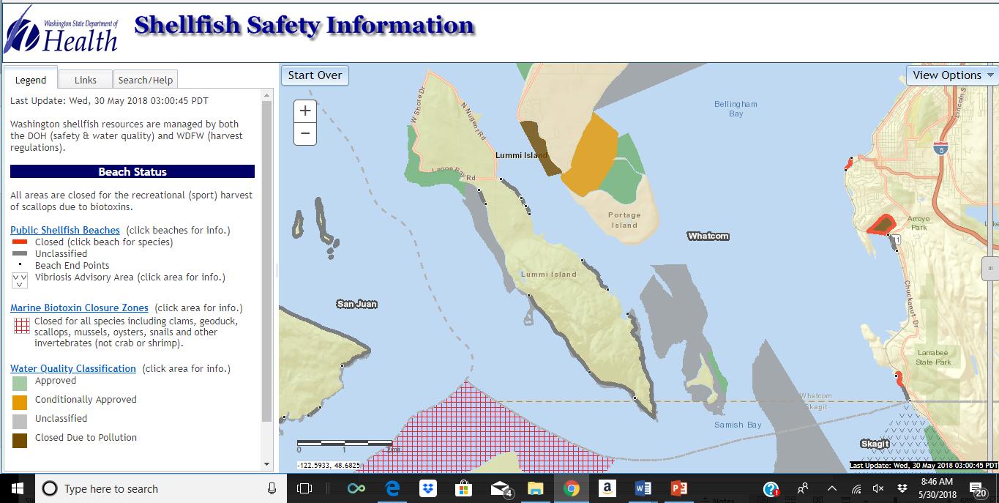 Washington State Department of
Health
Shellfish Safety Information
Legend
Links
Search/Help
Last Update: Wed, 30 May 2018 03:00:45 PDT
Washington shellfish resources are managed by both
the DOH (safety & water quality) and WDFW (harvest
regulations).
Beach Status
All areas are closed for the recreational (sport) harvest
of scallops due to biotoxins.
Public Shellfish Beaches (click beaches for info.)
Closed (click beach for species)
Unclassified
Beach End Points
Vibriosis Advisory Area (click area for info.)
Marine Biotoxin Closure Zones (click area for info.)
Closed for all species including clams, geoduck,
scallops, mussels, oysters, snails and other
invertebrates (not crab or shrimp).
Water Quality Classification (click area for info.)
Approved
Conditionally Approved
Unclassified
Closed Due to Pollution
Start Over
View Options
+
−
W Shore Dr
N Nugent Rd
Legoe Bay Rd
Lummi Island
Bellingham
Bay
Lincoln S
5
Portage
Island
Whatcom
Arroyo
Park
Lake
11
Lummi Island
San Juan
Chuckanut Dr
Larrabee
State Park
Whatcom
Skagit
Samish Bay
Skagit
0 1 2mi
-122.5933, 48.6825
Last Update: Wed, 30 May 2018 03:00:45 PDT
Type here to search
4
a
8:46 AM
5/30/2018
20
Notes